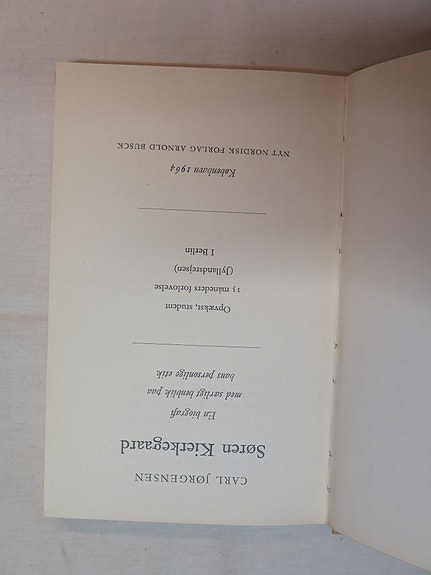 CARL JØRGENSEN
Søren Kierkegaard
En biografi
med særligt henblik paa
hans personlige etik
Opvækst, student
13 måneders forlovelse
(Jyllandsrejsen)
I Berlin
København 1964
NYT NORDISK FORLAG ARNOLD BUSCK